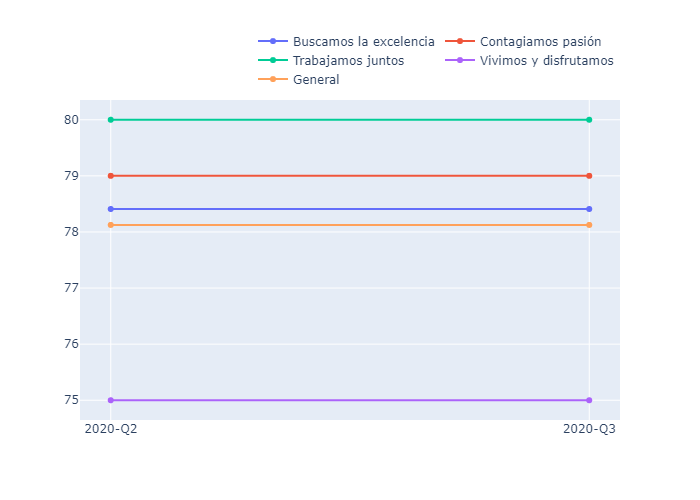 Buscamos la excelencia Contagiamos pasión
Trabajamos juntos Vivimos y disfrutamos
General
80
79
78
77
76
75
2020-Q2 2020-Q3